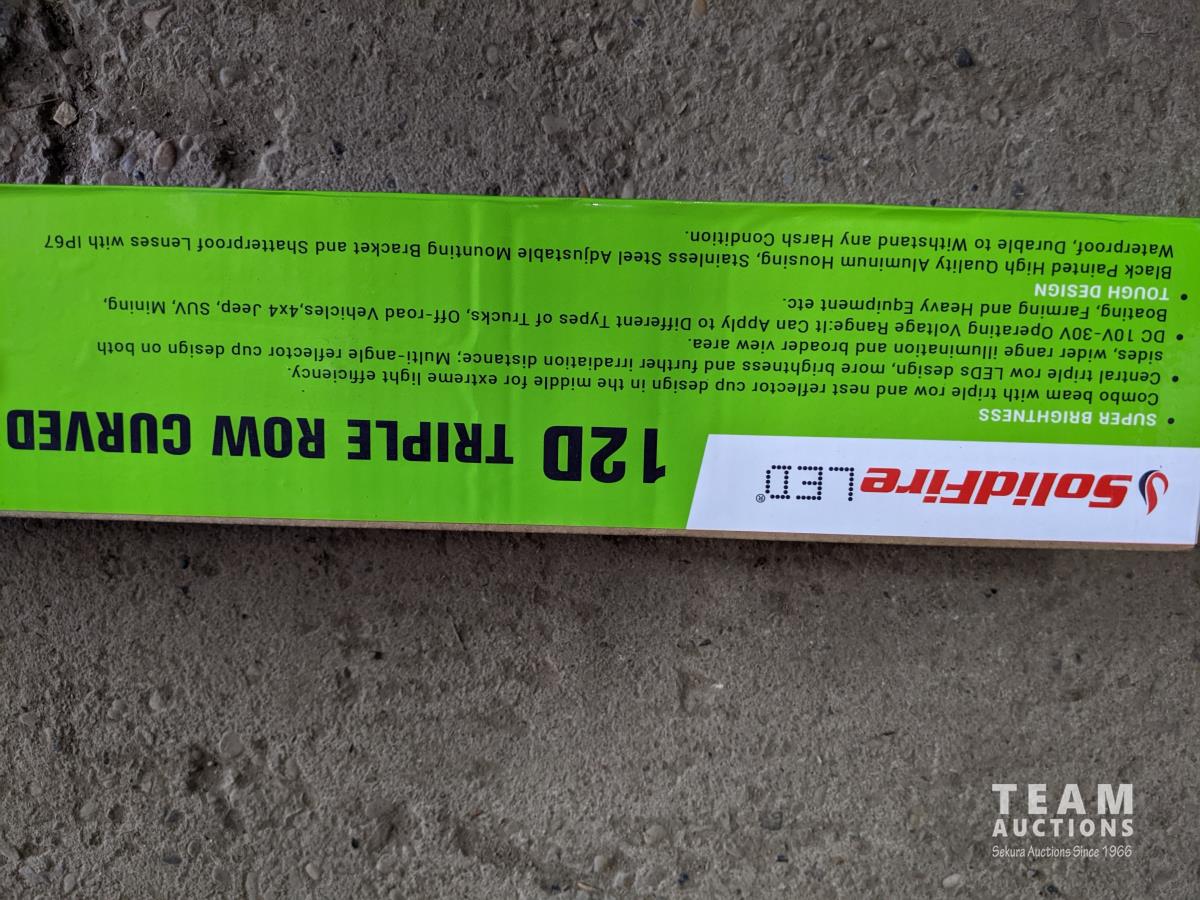 SolidFire LED®
12D TRIPLE ROW CURVED
• SUPER BRIGHTNESS
Combo beam with triple row and nest reflector cup design in the middle for extreme light efficiency.
• Central triple row LEDs design, more brightness and further irradiation distance; Multi-angle reflector cup design on both
sides, wider range illumination and broader view area.
• DC 10V-30V Operating Voltage Range:It Can Apply to Different Types of Trucks, Off-road Vehicles,4x4 Jeep, SUV, Mining,
Boating, Farming and Heavy Equipment etc.
• TOUGH DESIGN
Black Painted High Quality Aluminum Housing, Stainless Steel Adjustable Mounting Bracket and Shatterproof Lenses with IP67
Waterproof, Durable to Withstand any Harsh Condition.
TEAM
AUCTIONS
Sekura Auctions Since 1966